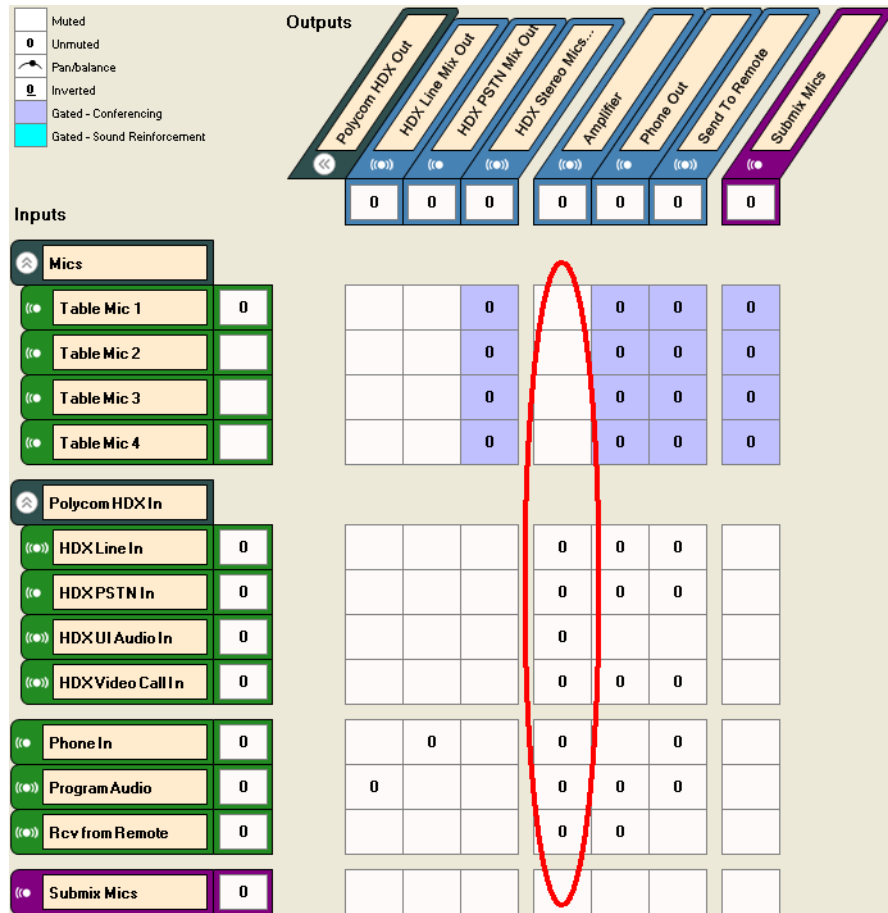 Muted
0 Unmuted
Pan/balance
0 Inverted
Gated - Conferencing
Gated - Sound Reinforcement
Outputs
Polycom HDX Out
HDX Line Mix Out
HDX PSTN Mix Out
HDX Stereo Mics...
Amplifier
Phone Out
Send To Remote
Submix Mics
0 0 0 0 0 0 0
Inputs
Mics
Table Mic 1 0 0 0 0 0
Table Mic 2 0 0 0 0
Table Mic 3 0 0 0 0
Table Mic 4 0 0 0 0
Polycom HDX In
HDX Line In 0 0 0 0
HDX PSTN In 0 0 0 0
HDX UI Audio In 0 0
HDX Video Call In 0 0 0 0
Phone In 0 0 0 0
Program Audio 0 0 0 0 0
Rcv from Remote 0 0 0
Submix Mics 0